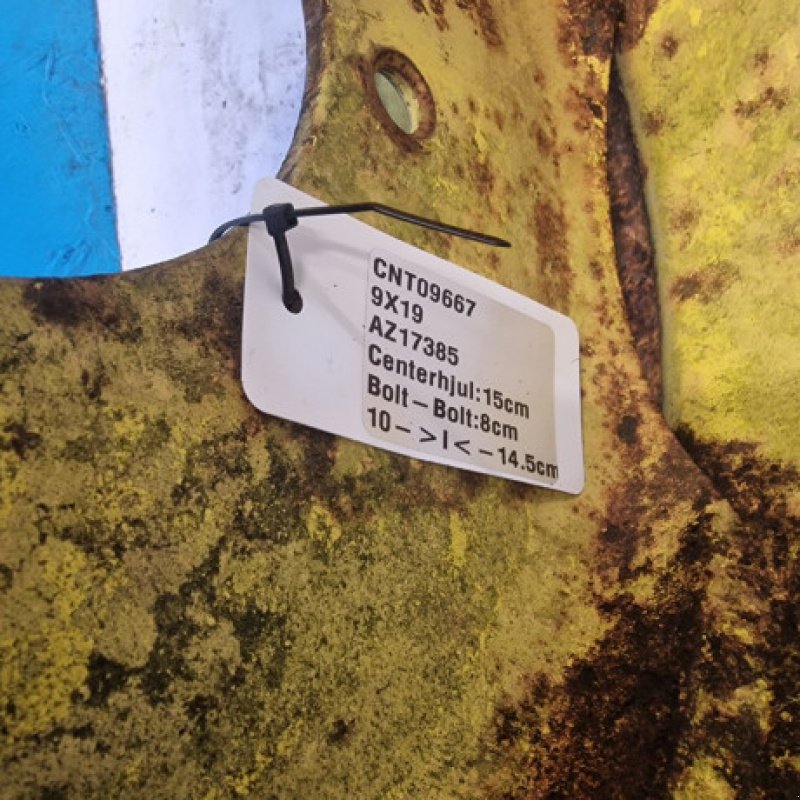 CNT09667
9X19
AZ17385
Centerhjul:15cm
Bolt-Bolt:8cm
10- >I< -14.5cm